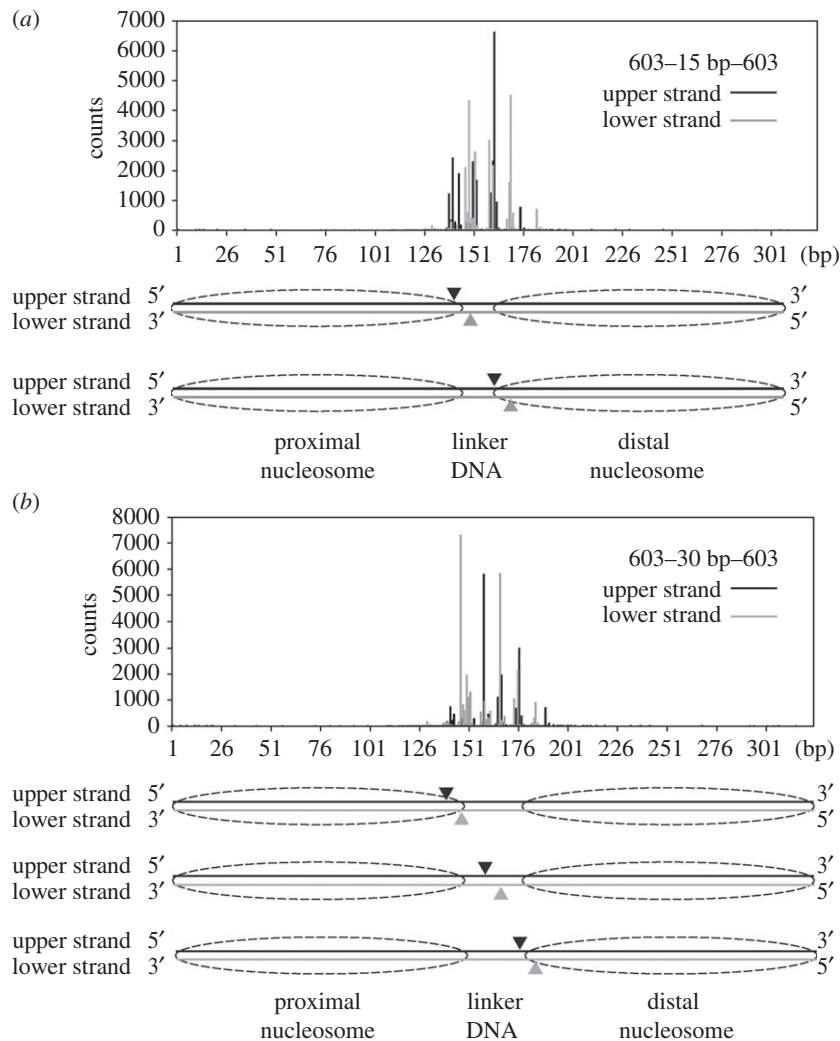 (a)
7000
6000
5000
4000
3000
2000
1000
0
counts
603–15 bp–603
upper strand
lower strand
1 26 51 76 101 126 151 176 201 226 251 276 301 (bp)
upper strand 5′ 3′
lower strand 3′ 5′
upper strand 5′ 3′
lower strand 3′ 5′
proximal linker distal
nucleosome DNA nucleosome
(b)
8000
7000
6000
5000
4000
3000
2000
1000
0
counts
603–30 bp–603
upper strand
lower strand
1 26 51 76 101 126 151 176 201 226 251 276 301 (bp)
upper strand 5′ 3′
lower strand 3′ 5′
upper strand 5′ 3′
lower strand 3′ 5′
upper strand 5′ 3′
lower strand 3′ 5′
proximal linker distal
nucleosome DNA nucleosome